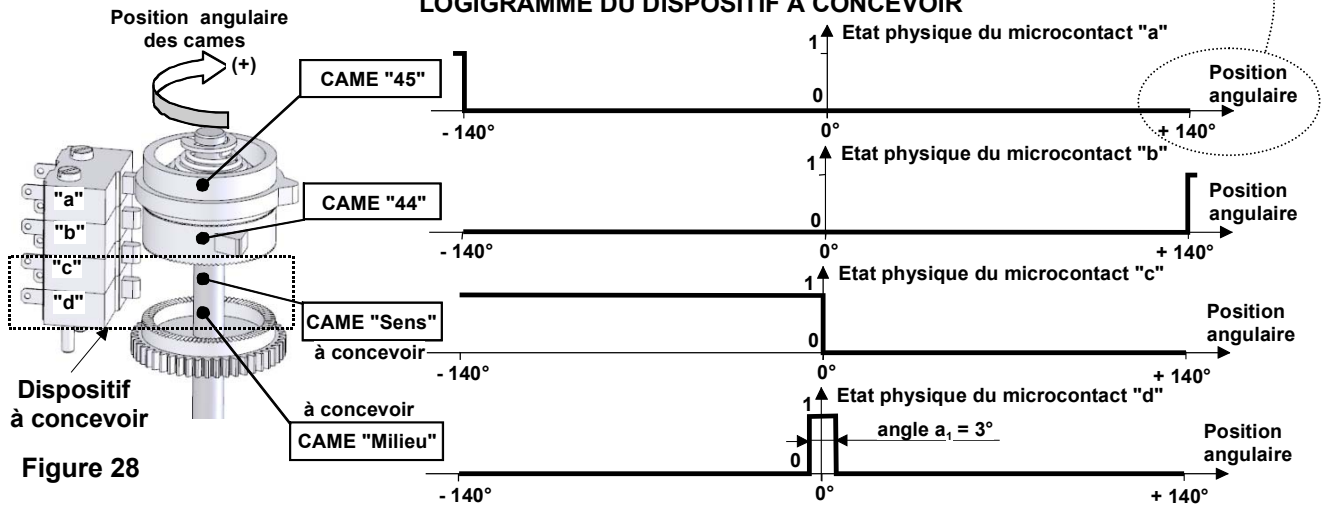 LOGIGRAMME DU DISPOSITIF A CONCEVOIR
Position angulaire
des cames
(+)
CAME "45"
CAME "44"
"a"
"b"
"c"
"d"
CAME "Sens"
à concevoir
Dispositif
à concevoir
à concevoir
CAME "Milieu"
Figure 28
1
Etat physique du microcontact "a"
0
Position
angulaire
- 140°
0°
+ 140°
Etat physique du microcontact "b"
1
0
Position
angulaire
- 140°
0°
+ 140°
Etat physique du microcontact "c"
1
0
Position
angulaire
- 140°
0°
+ 140°
Etat physique du microcontact "d"
1
angle a₁ = 3°
0
Position
angulaire
- 140°
0°
+ 140°